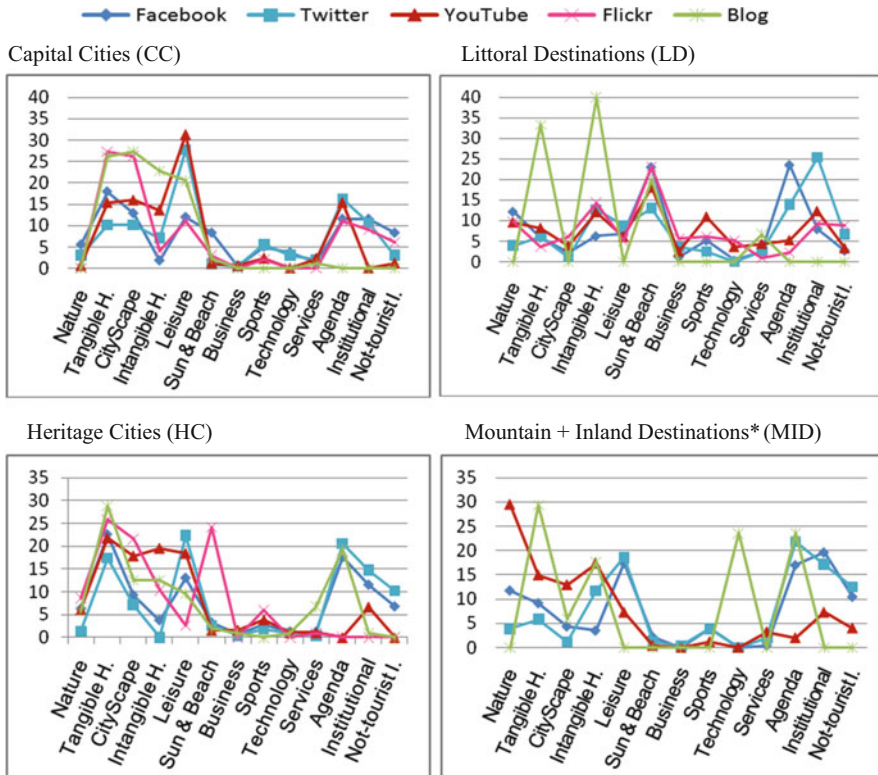 Facebook Twitter YouTube Flickr Blog
Capital Cities (CC)
40
35
30
25
20
15
10
5
0
Nature
Tangible H.
CityScape
Intangible H.
Leisure
Sun & Beach
Business
Sports
Technology
Services
Agenda
Institutional
Not-tourist I.
Littoral Destinations (LD)
40
35
30
25
20
15
10
5
0
Nature
Tangible H.
CityScape
Intangible H.
Leisure
Sun & Beach
Business
Sports
Technology
Services
Agenda
Institutional
Not-tourist I.
Heritage Cities (HC)
35
30
25
20
15
10
5
0
Nature
Tangible H.
CityScape
Intangible H.
Leisure
Sun & Beach
Business
Sports
Technology
Services
Agenda
Institutional
Not-tourist I.
Mountain + Inland Destinations* (MID)
35
30
25
20
15
10
5
0
Nature
Tangible H.
CityScape
Intangible H.
Leisure
Sun & Beach
Business
Sports
Technology
Services
Agenda
Institutional
Not-tourist I.